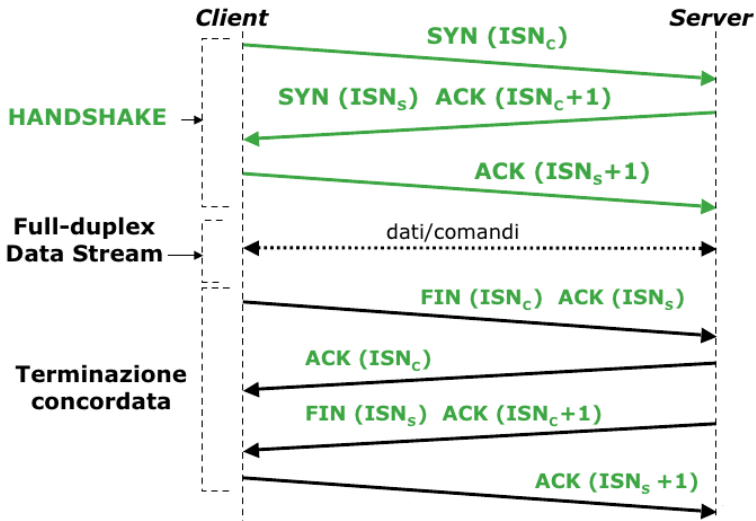 Client
Server
SYN (ISNc)
SYN (ISNs) ACK (ISNc+1)
HANDSHAKE
ACK (ISNs+1)
Full-duplex
Data Stream
dati/comandi
FIN (ISNc) ACK (ISNs)
ACK (ISNc)
Terminazione
concordata
FIN (ISNs) ACK (ISNc+1)
ACK (ISNs +1)